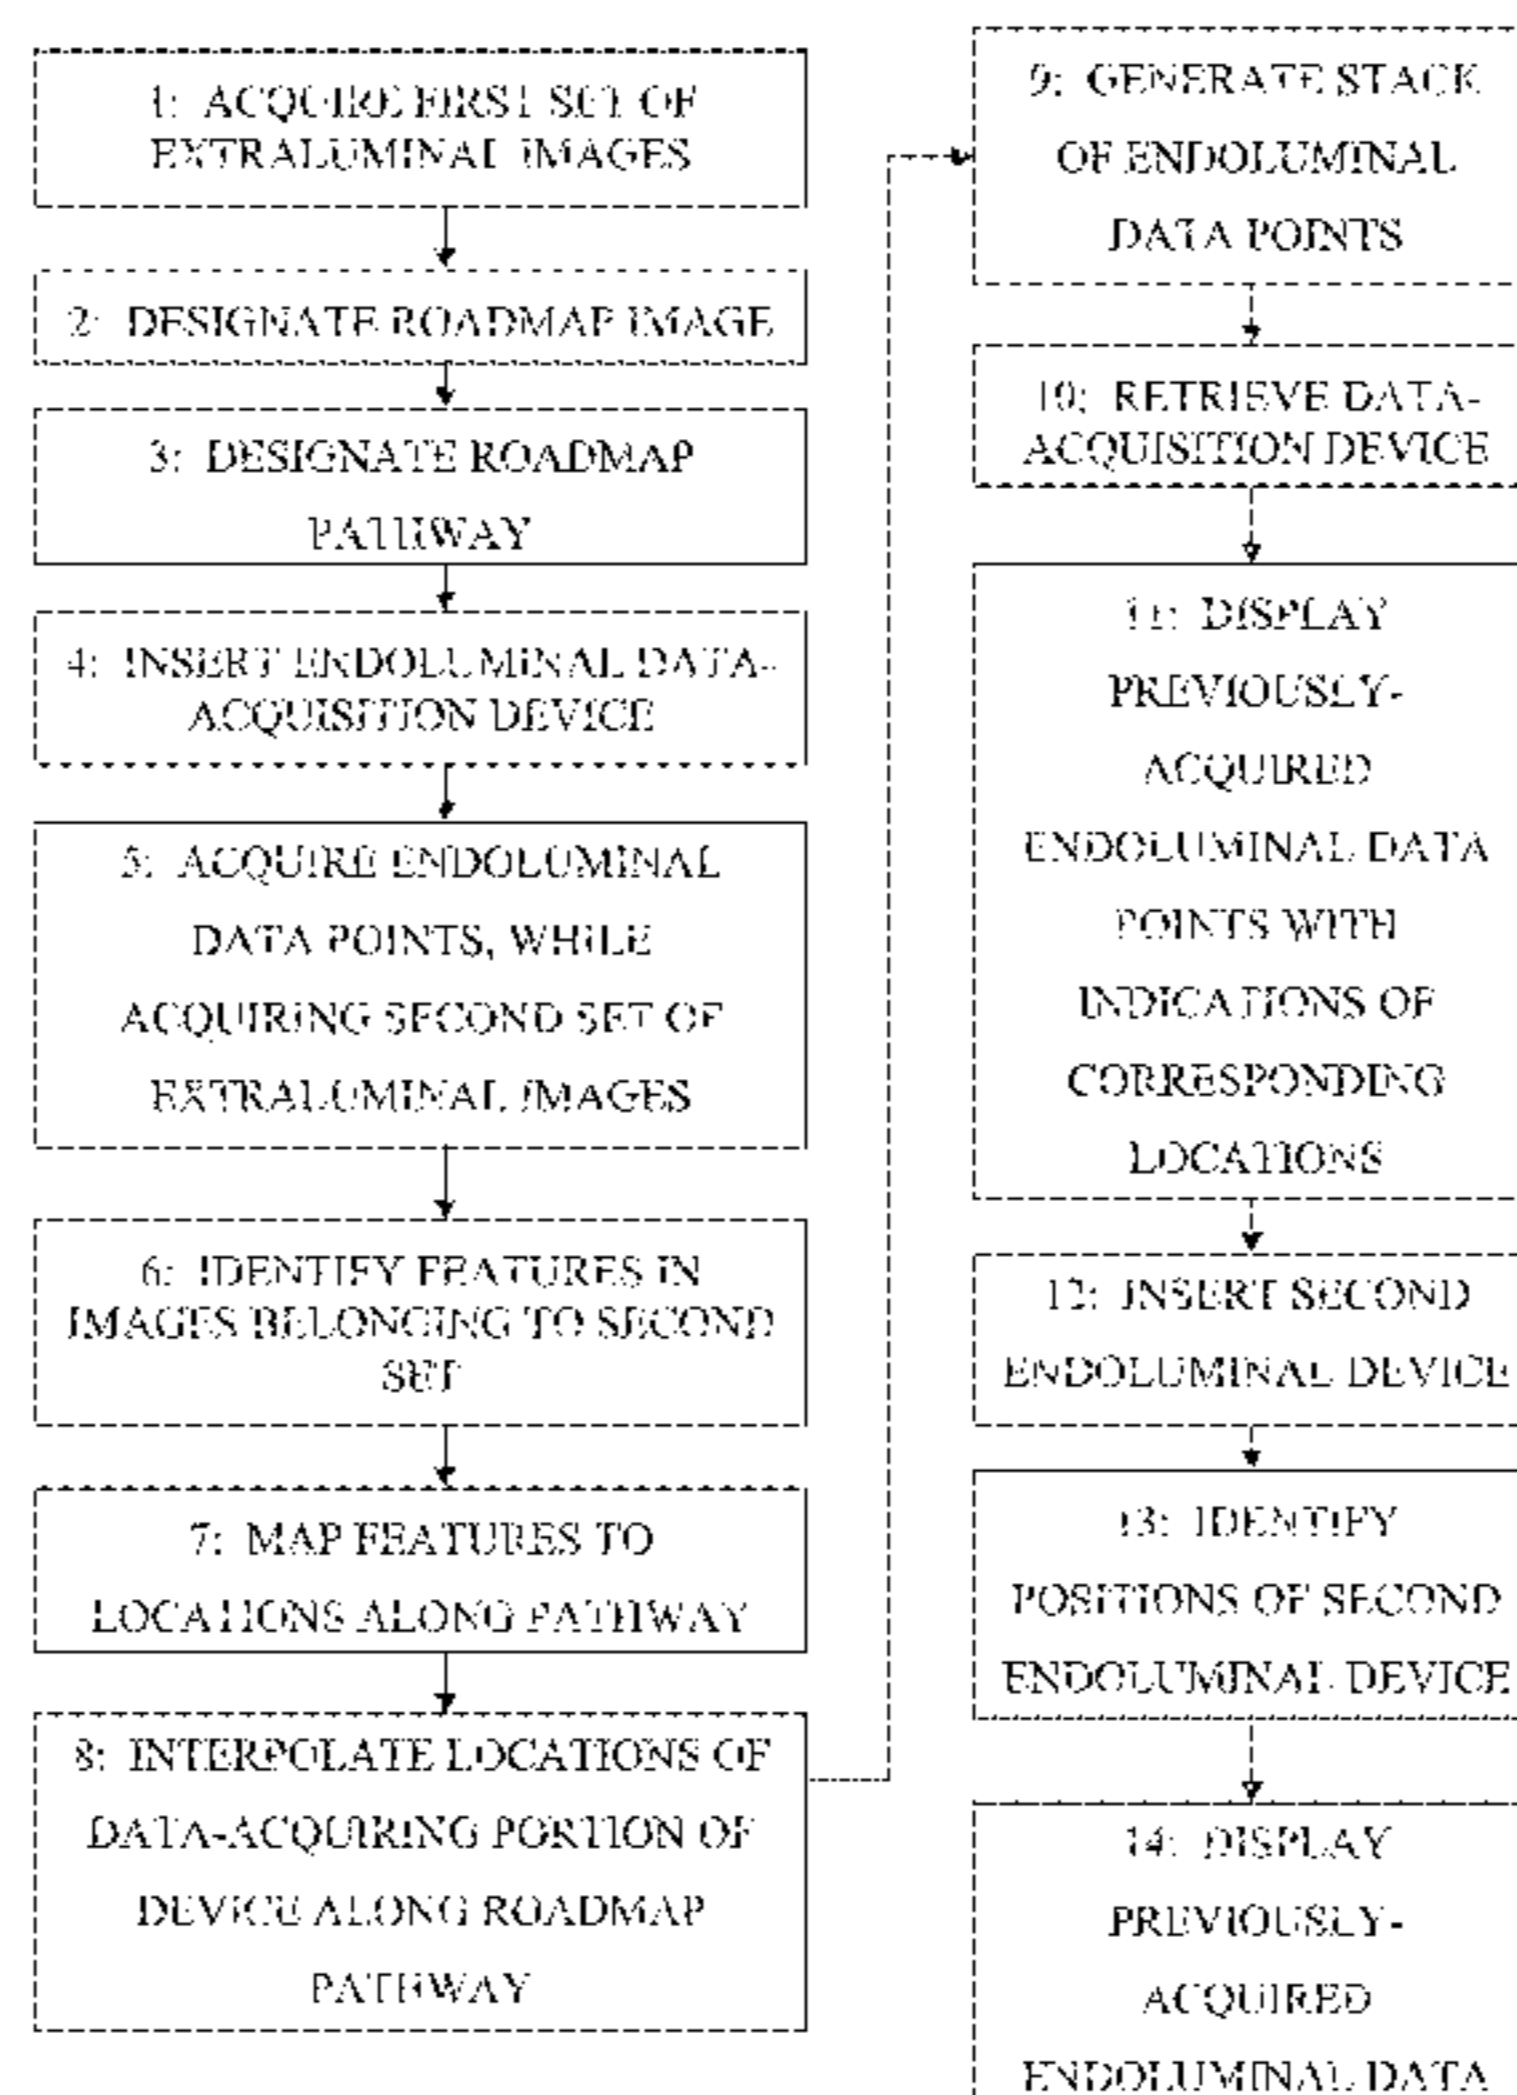 1: ACQUIRE FIRST SET OF
EXTRALUMINAL IMAGES
2: DESIGNATE ROADMAP IMAGE
3: DESIGNATE ROADMAP
PATHWAY
4: INSERT ENDOLUMINAL DATA-
ACQUISITION DEVICE
5: ACQUIRE ENDOLUMINAL
DATA POINTS, WHILE
ACQUIRING SECOND SET OF
EXTRALUMINAL IMAGES
6: IDENTIFY FEATURES IN
IMAGES BELONGING TO SECOND
SET
7: MAP FEATURES TO
LOCATIONS ALONG PATHWAY
8: INTERPOLATE LOCATIONS OF
DATA-ACQUIRING PORTION OF
DEVICE ALONG ROADMAP
PATHWAY
9: GENERATE STACK
OF ENDOLUMINAL
DATA POINTS
10: RETRIEVE DATA-
ACQUISITION DEVICE
11: DISPLAY
PREVIOUSLY-
ACQUIRED
ENDOLUMINAL DATA
POINTS WITH
INDICATIONS OF
CORRESPONDING
LOCATIONS
12: INSERT SECOND
ENDOLUMINAL DEVICE
13: IDENTIFY
POSITIONS OF SECOND
ENDOLUMINAL DEVICE
14: DISPLAY
PREVIOUSLY-
ACQUIRED
ENDOLUMINAL DATA